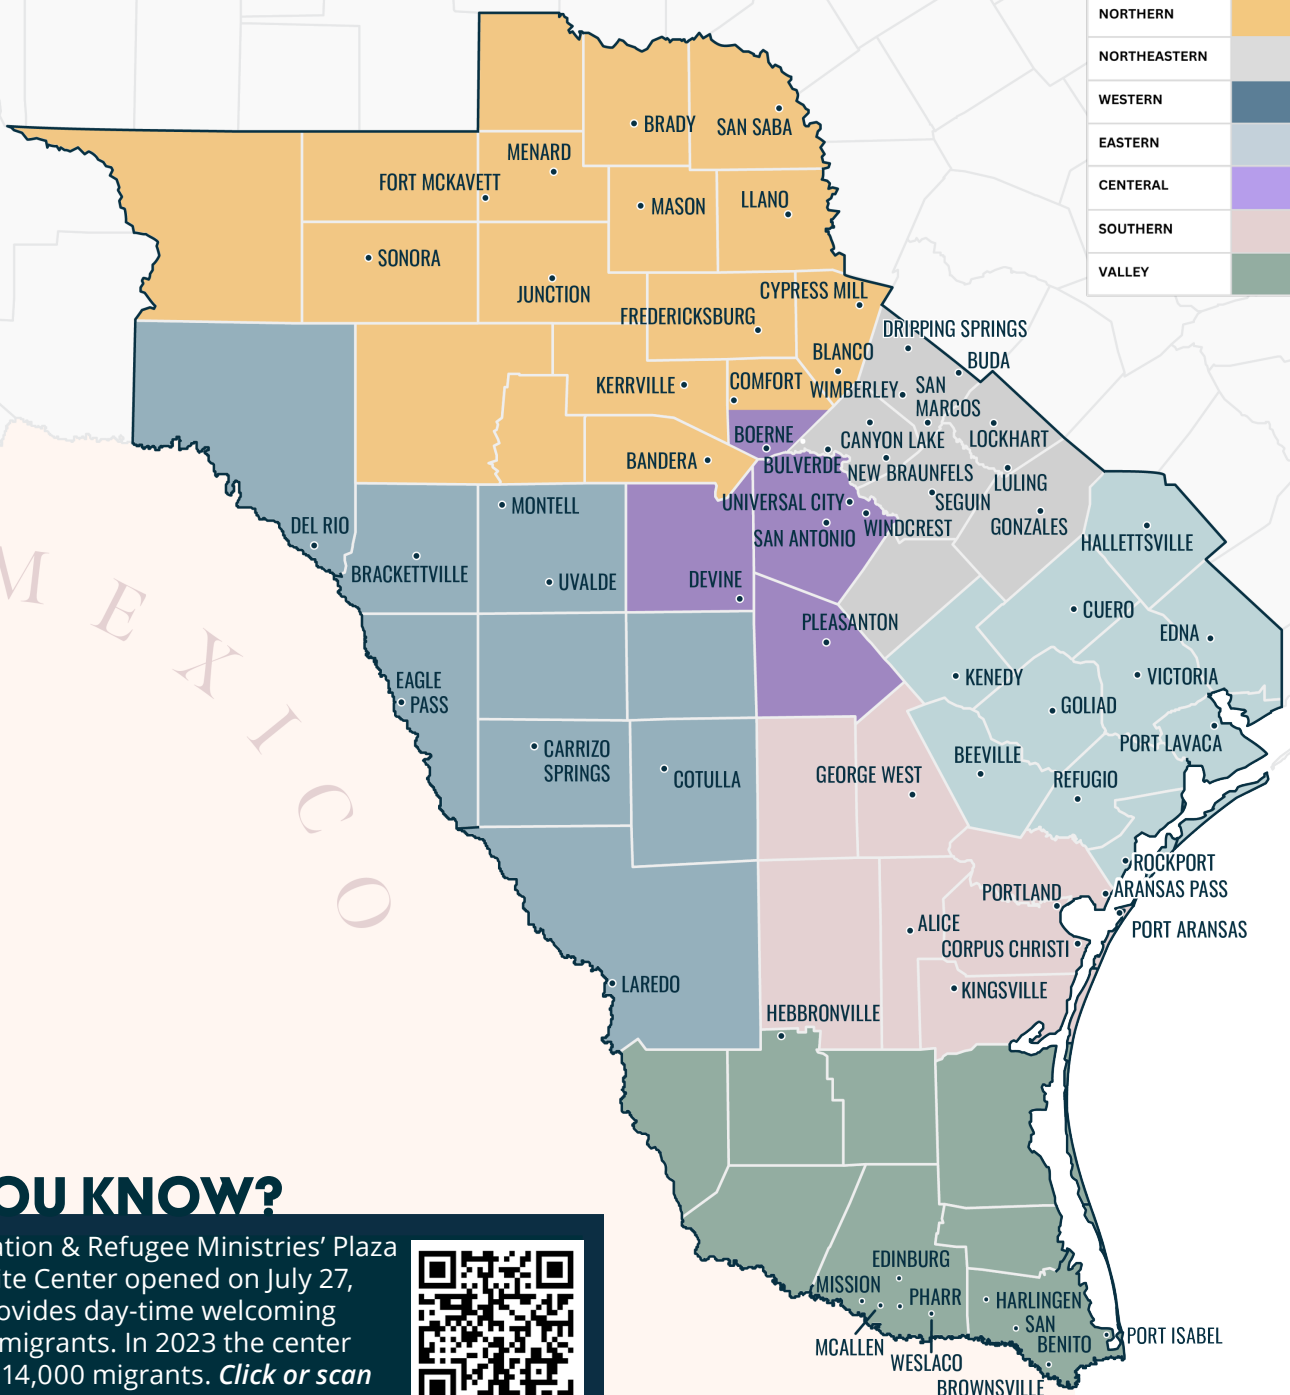 NORTHERN
NORTHEASTERN
WESTERN
EASTERN
CENTERAL
SOUTHERN
VALLEY
BRADY
SAN SABA
MENARD
FORT MCKAVETT
MASON
LLANO
SONORA
JUNCTION
CYPRESS MILL
FREDERICKSBURG
DRIPPING SPRINGS
BLANCO
BUDA
KERRVILLE
COMFORT
WIMBERLEY
SAN
MARCOS
BOERNE
CANYON LAKE
LOCKHART
BANDERA
BULVERDE
NEW BRAUNFELS
LULING
MONTELL
UNIVERSAL CITY
SEGUIN
DEL RIO
SAN ANTONIO
WINDCREST
GONZALES
HALLETTSVILLE
BRACKETTVILLE
UVALDE
DEVINE
CUERO
PLEASANTON
EDNA
EAGLE
PASS
KENEDY
VICTORIA
GOLIAD
CARRIZO
SPRINGS
COTULLA
GEORGE WEST
BEEVILLE
PORT LAVACA
REFUGIO
ROCKPORT
PORTLAND
ARANSAS PASS
ALICE
PORT ARANSAS
CORPUS CHRISTI
LAREDO
KINGSVILLE
HEBBRONVILLE
MEXICO
EDINBURG
MISSION
PHARR
HARLINGEN
SAN
BENITO
PORT ISABEL
MCALLEN
WESLACO
BROWNSVILLE
OU KNOW?
ation & Refugee Ministries’ Plaza
ite Center opened on July 27,
ovides day-time welcoming
migrants. In 2023 the center
14,000 migrants. Click or scan